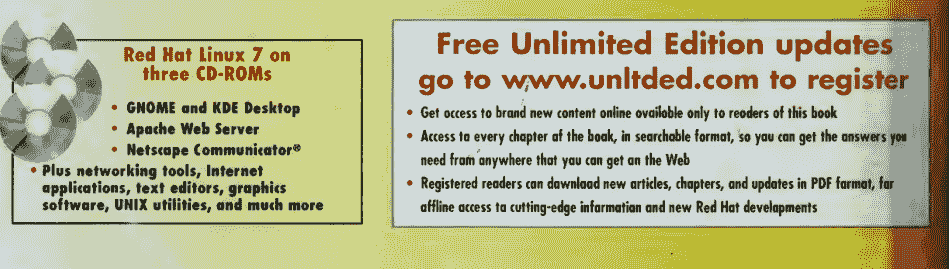 Red Hat Linux 7 on
three CD-ROMs
• GNOME and KDE Desktop
• Apache Web Server
• Netscape Communicator®
• Plus networking tools, Internet
applications, text editors, graphics
software, UNIX utilities, and much more
Free Unlimited Edition updates
go to www.unltded.com to register
• Get access to brand new content online available only to readers of this book
• Access to every chapter of the book, in searchable format, so you can get the answers you
need from anywhere that you can get on the Web
• Registered readers can download new articles, chapters, and updates in PDF format, for
offline access to cutting-edge information and new Red Hat developments